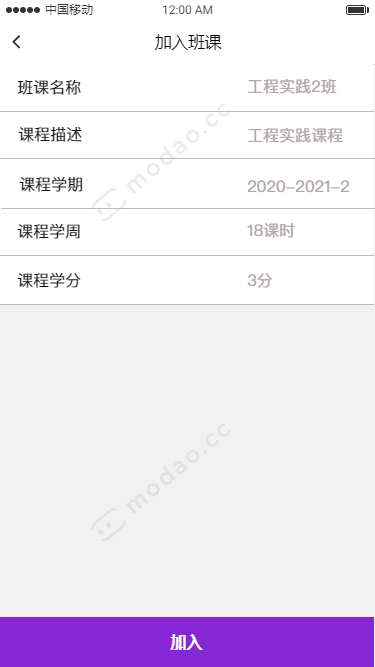 中国移动 12:00 AM
加入班课
班课名称 工程实践2班
课程描述 工程实践课程
modao.cc
课程学期 2020-2021-2
课程学周 18课时
课程学分 3分
modao.cc
加入